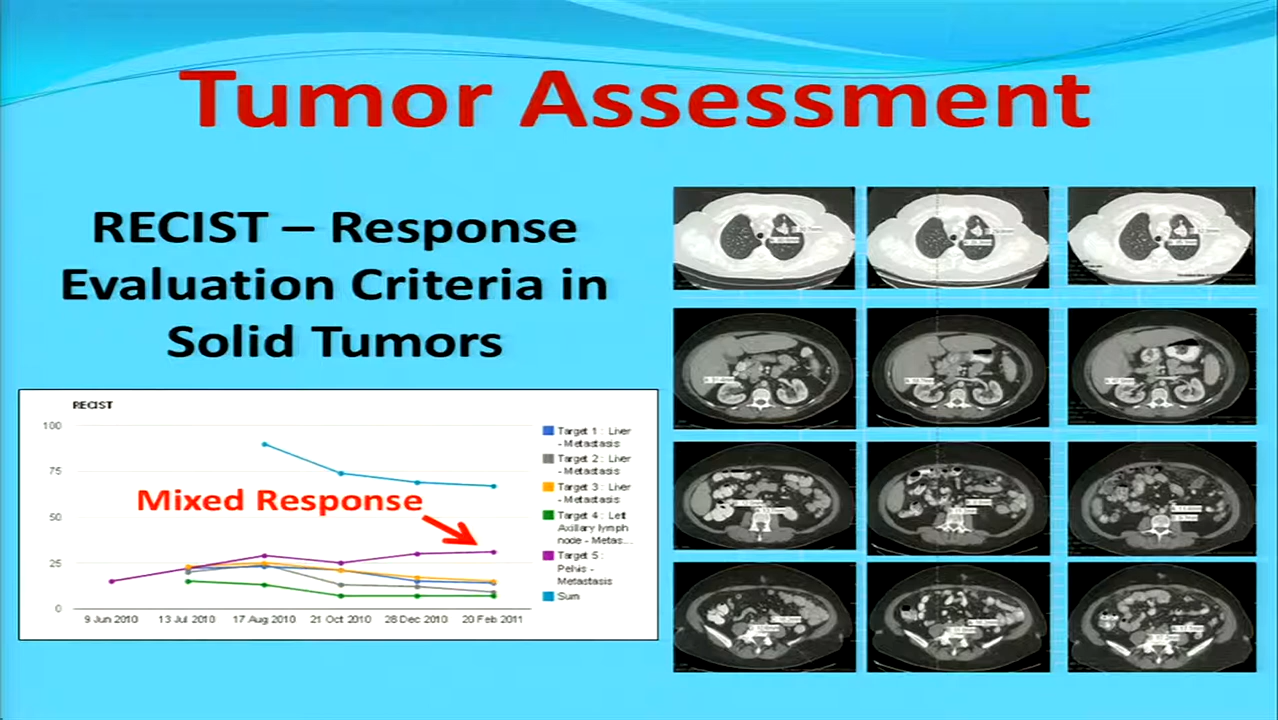 Tumor Assessment
RECIST – Response
Evaluation Criteria in
Solid Tumors
RECIST
100
75
50
25
0
Mixed Response
9 Jun 2010
13 Jul 2010
17 Aug 2010
21 Oct 2010
28 Dec 2010
20 Feb 2011
Target 1 : Liver
- Metastasis
Target 2 : Liver
- Metastasis
Target 3 : Liver
- Metastasis
Target 4 : Left
Axillary lymph
node - Metas...
Target 5 :
Pelvis -
Metastasis
Sum